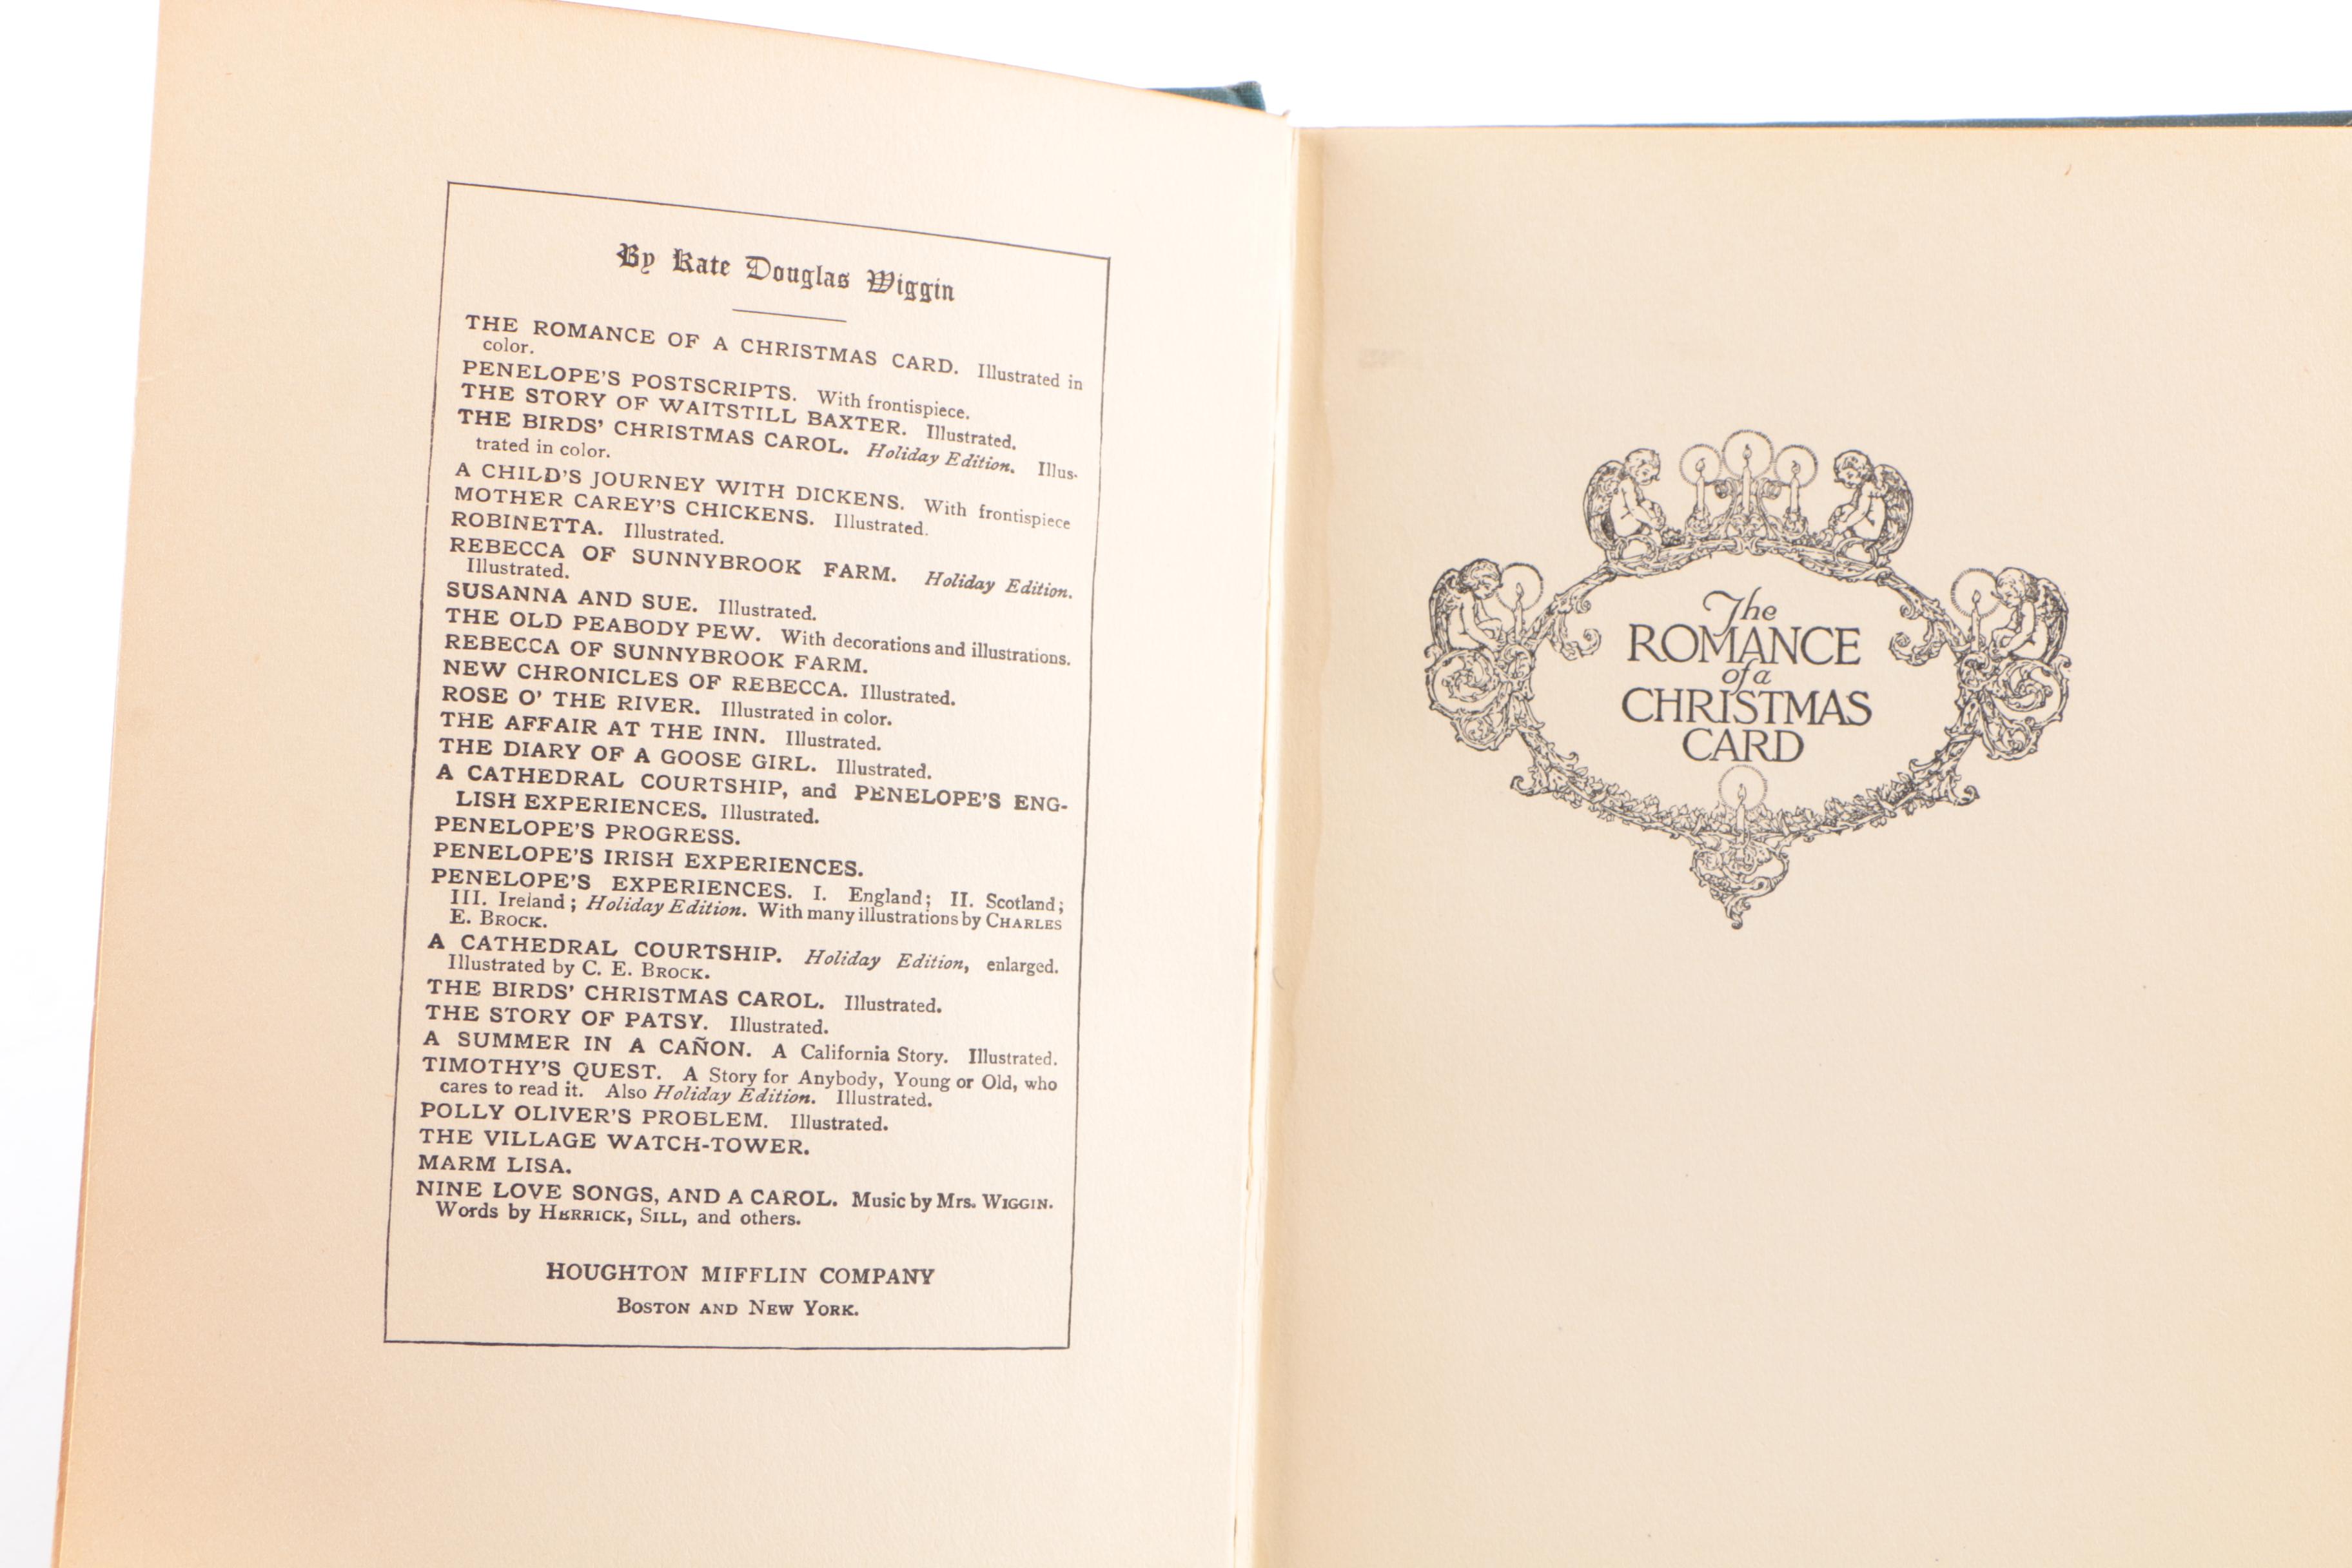 By Kate Douglas Wiggin
THE ROMANCE OF A CHRISTMAS CARD. Illustrated in
color.
PENELOPE'S POSTSCRIPTS. With frontispiece.
THE STORY OF WAITSTILL BAXTER. Illustrated.
THE BIRDS' CHRISTMAS CAROL. Holiday Edition. Illus-
trated in color.
A CHILD'S JOURNEY WITH DICKENS. With frontispiece
MOTHER CAREY'S CHICKENS. Illustrated.
ROBINETTA. Illustrated.
REBECCA OF SUNNYBROOK FARM. Holiday Edition.
Illustrated.
SUSANNA AND SUE. Illustrated.
THE OLD PEABODY PEW. With decorations and illustrations.
REBECCA OF SUNNYBROOK FARM.
NEW CHRONICLES OF REBECCA. Illustrated.
ROSE O' THE RIVER. Illustrated in color.
THE AFFAIR AT THE INN. Illustrated.
THE DIARY OF A GOOSE GIRL. Illustrated.
A CATHEDRAL COURTSHIP, and PENELOPE'S ENG-
LISH EXPERIENCES. Illustrated.
PENELOPE'S PROGRESS.
PENELOPE'S IRISH EXPERIENCES.
PENELOPE'S EXPERIENCES. I. England; II. Scotland;
III. Ireland; Holiday Edition. With many illustrations by CHARLES
E. BROCK.
A CATHEDRAL COURTSHIP. Holiday Edition, enlarged.
Illustrated by C. E. BROCK.
THE BIRDS' CHRISTMAS CAROL. Illustrated.
THE STORY OF PATSY. Illustrated.
A SUMMER IN A CAÑON. A California Story. Illustrated.
TIMOTHY'S QUEST. A Story for Anybody, Young or Old, who
cares to read it. Also Holiday Edition. Illustrated.
POLLY OLIVER'S PROBLEM. Illustrated.
THE VILLAGE WATCH-TOWER.
MARM LISA.
NINE LOVE SONGS, AND A CAROL. Music by Mrs. WIGGIN.
Words by HERRICK, SILL, and others.
HOUGHTON MIFFLIN COMPANY
BOSTON AND NEW YORK.
The
ROMANCE
of a
CHRISTMAS
CARD